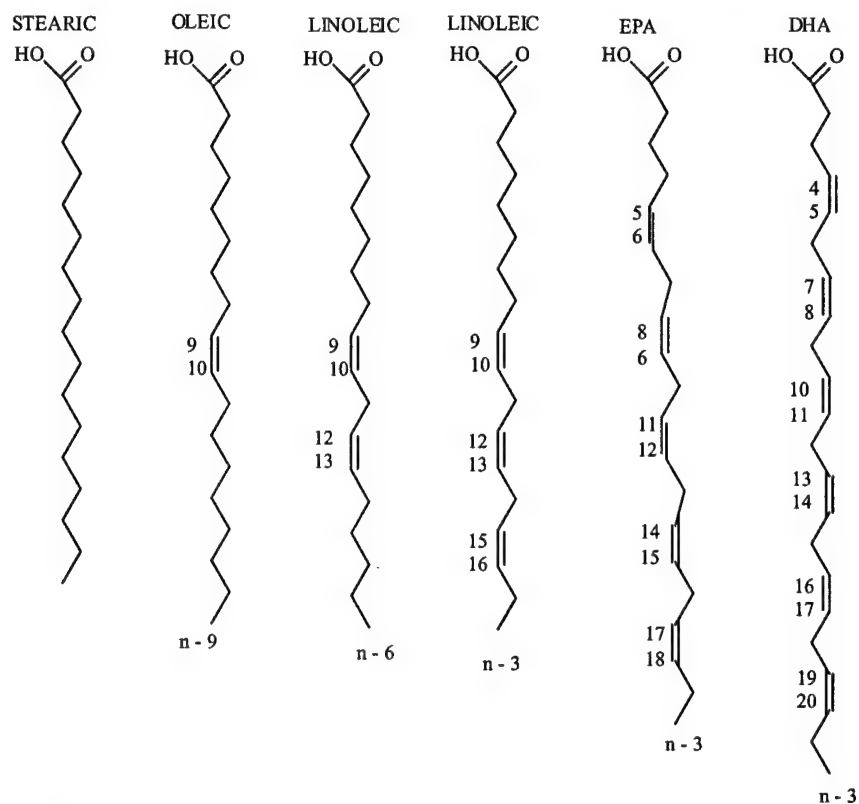 STEARIC
OLEIC
LINOLEIC
LINOLEIC
EPA
DHA
HO O
HO O
HO O
HO O
HO O
HO O
9
10
n - 9
9
10
12
13
n - 6
9
10
12
13
15
16
n - 3
5
6
8
6
11
12
14
15
17
18
n - 3
4
5
7
8
10
11
13
14
16
17
19
20
n - 3